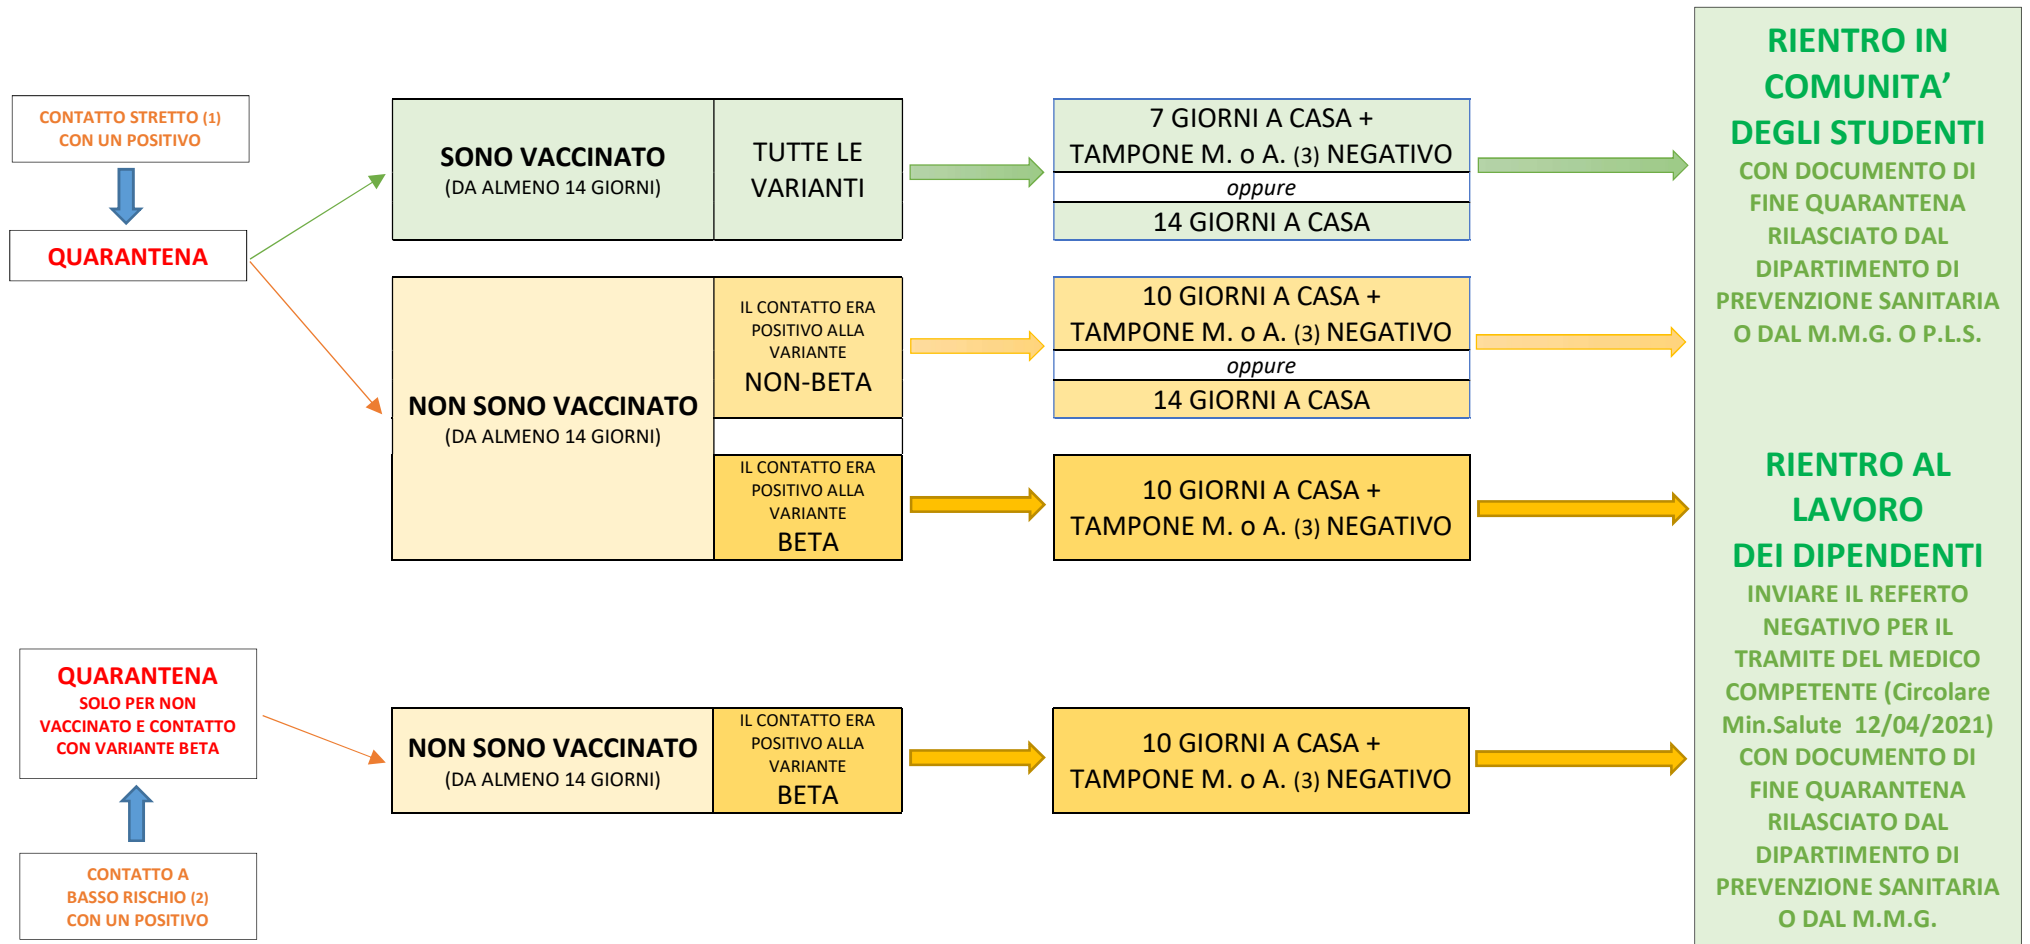 CONTATTO STRETTO (1)
CON UN POSITIVO
QUARANTENA
SONO VACCINATO
(DA ALMENO 14 GIORNI)
TUTTE LE
VARIANTI
7 GIORNI A CASA +
TAMPONE M. o A. (3) NEGATIVO
oppure
14 GIORNI A CASA
NON SONO VACCINATO
(DA ALMENO 14 GIORNI)
IL CONTATTO ERA
POSITIVO ALLA
VARIANTE
NON-BETA
10 GIORNI A CASA +
TAMPONE M. o A. (3) NEGATIVO
oppure
14 GIORNI A CASA
IL CONTATTO ERA
POSITIVO ALLA
VARIANTE
BETA
10 GIORNI A CASA +
TAMPONE M. o A. (3) NEGATIVO
QUARANTENA
SOLO PER NON
VACCINATO E CONTATTO
CON VARIANTE BETA
CONTATTO A
BASSO RISCHIO (2)
CON UN POSITIVO
NON SONO VACCINATO
(DA ALMENO 14 GIORNI)
IL CONTATTO ERA
POSITIVO ALLA
VARIANTE
BETA
10 GIORNI A CASA +
TAMPONE M. o A. (3) NEGATIVO
RIENTRO IN
COMUNITA'
DEGLI STUDENTI
CON DOCUMENTO DI
FINE QUARANTENA
RILASCIATO DAL
DIPARTIMENTO DI
PREVENZIONE SANITARIA
O DAL M.M.G. O P.L.S.
RIENTRO AL
LAVORO
DEI DIPENDENTI
INVIARE IL REFERTO
NEGATIVO PER IL
TRAMITE DEL MEDICO
COMPETENTE (Circolare
Min.Salute 12/04/2021)
CON DOCUMENTO DI
FINE QUARANTENA
RILASCIATO DAL
DIPARTIMENTO DI
PREVENZIONE SANITARIA
O DAL M.M.G.